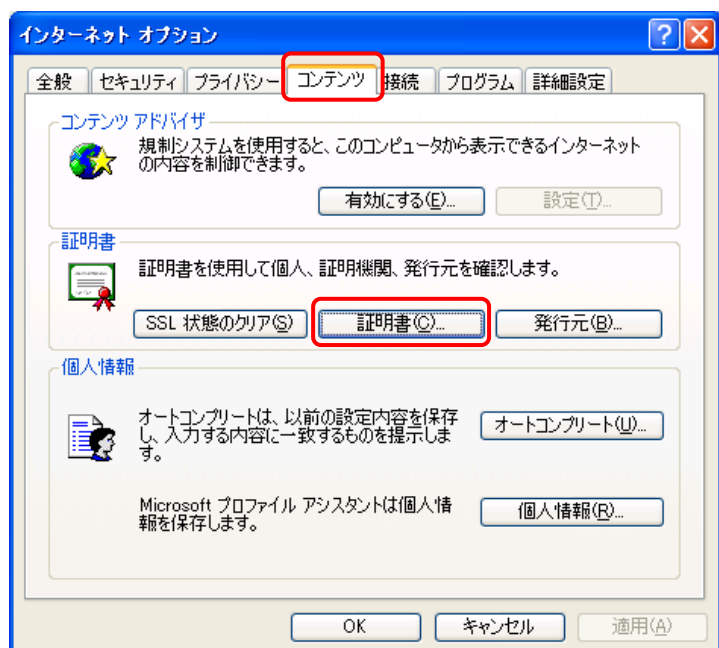 インターネット オプション
全般 セキュリティ プライバシー コンテンツ 接続 プログラム 詳細設定
コンテンツ アドバイザ
規制システムを使用すると、このコンピュータから表示できるインターネット
の内容を制御できます。
有効にする(E)... 設定(T)...
証明書
証明書を使用して個人、証明機関、発行元を確認します。
SSL 状態のクリア(S) 証明書(C)... 発行元(B)...
個人情報
オートコンプリートは、以前の設定内容を保存
し、入力する内容に一致するものを提示しま
す。
オートコンプリート(U)...
Microsoft プロファイル アシスタントは個人情
報を保存します。
個人情報(R)...
OK キャンセル 適用(A)